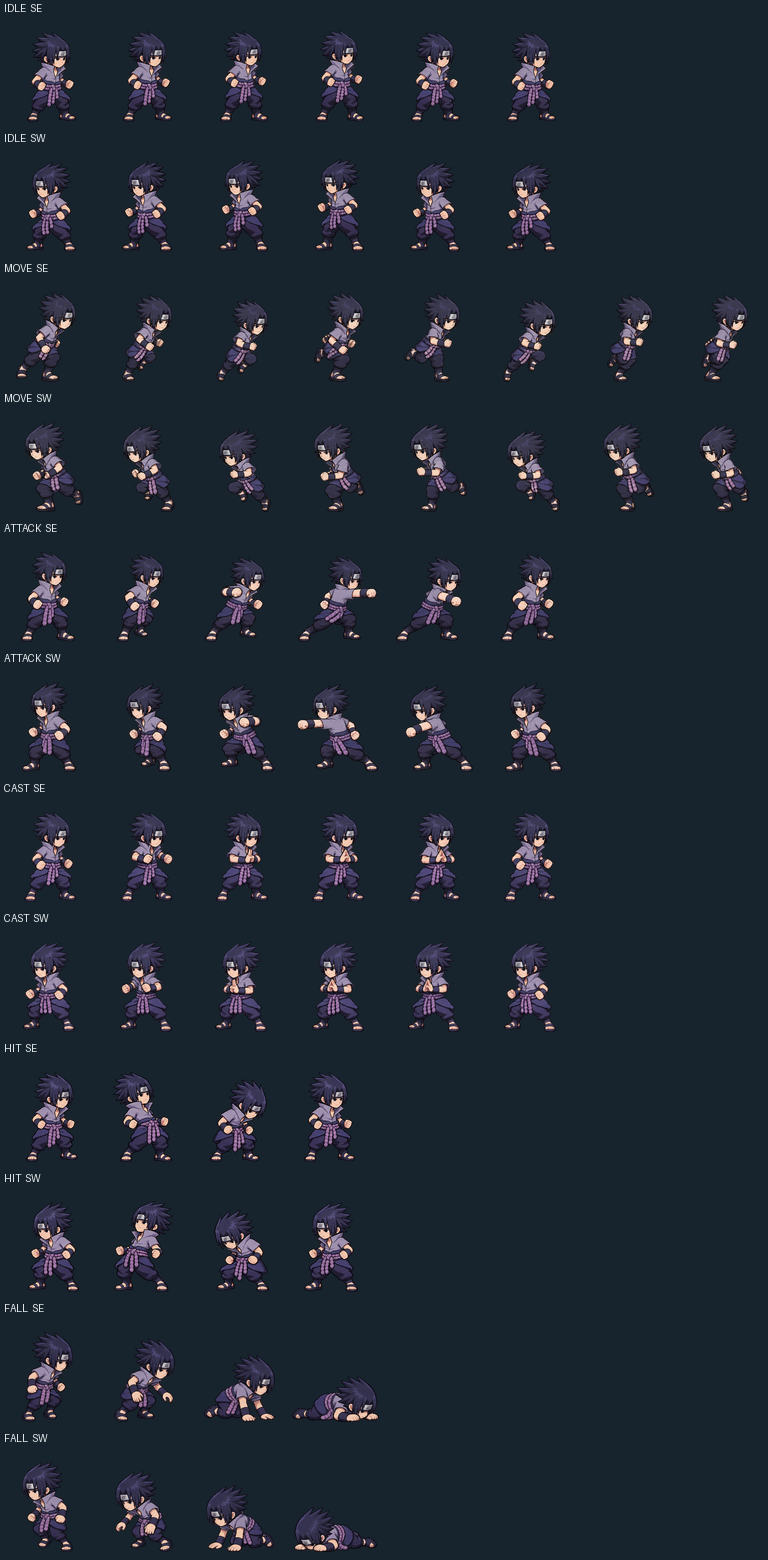 IDLE SE
IDLE SW
MOVE SE
MOVE SW
ATTACK SE
ATTACK SW
CAST SE
CAST SW
HIT SE
HIT SW
FALL SE
FALL SW